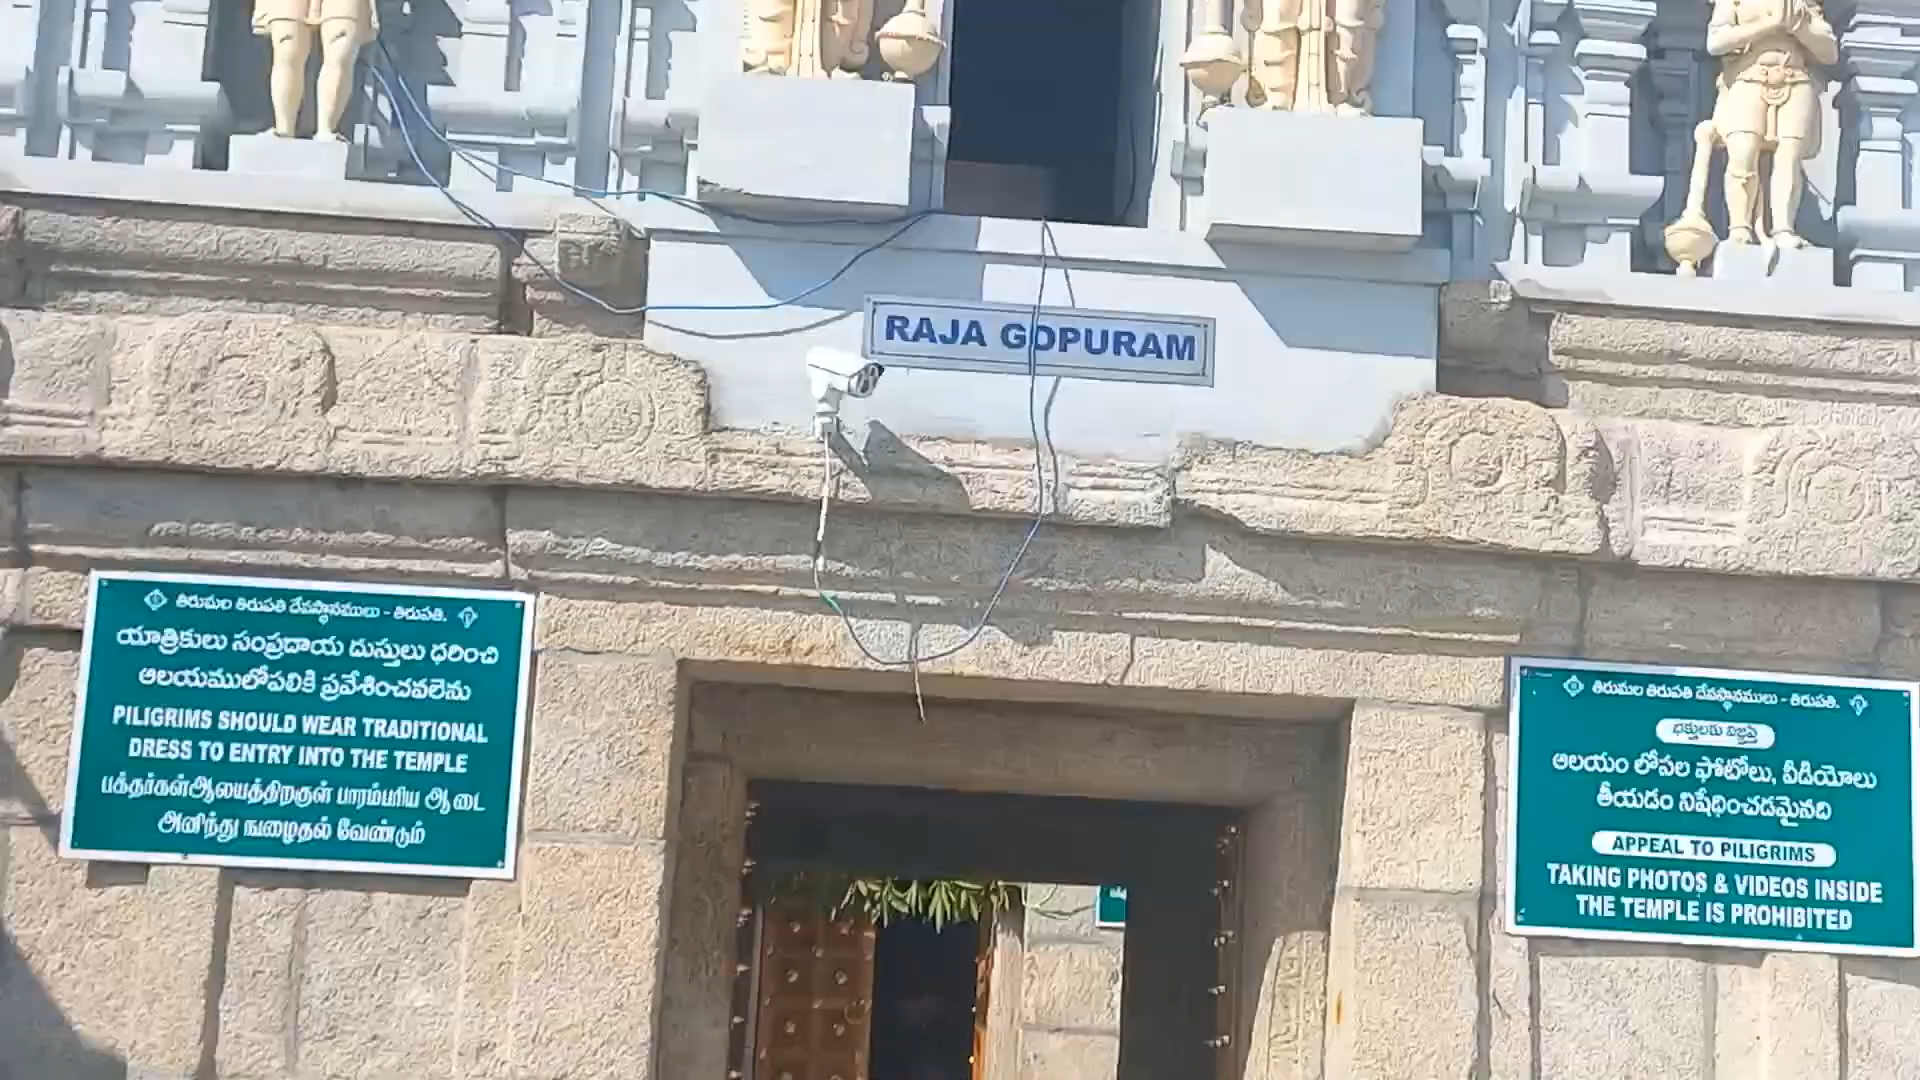 RAJA GOPURAM
తిరుమల తిరుపతి దేవస్థానములు - తిరుపతి.
యాత్రికులు సంప్రదాయ దుస్తులు ధరించి
ఆలయములోపలికి ప్రవేశించవలెను
PILIGRIMS SHOULD WEAR TRADITIONAL
DRESS TO ENTRY INTO THE TEMPLE
பக்தர்கள்ஆலயத்திறகுள் பாரம்பரிய ஆடை
அனிந்து நுழைதல் வேண்டும்
తిరుమల తిరుపతి దేవస్థానములు - తిరుపతి.
భక్తులకు విజ్ఞప్తి
ఆలయం లోపల ఫోటోలు, వీడియోలు
తీయడం నిషేధించడమైనది
APPEAL TO PILIGRIMS
TAKING PHOTOS & VIDEOS INSIDE
THE TEMPLE IS PROHIBITED